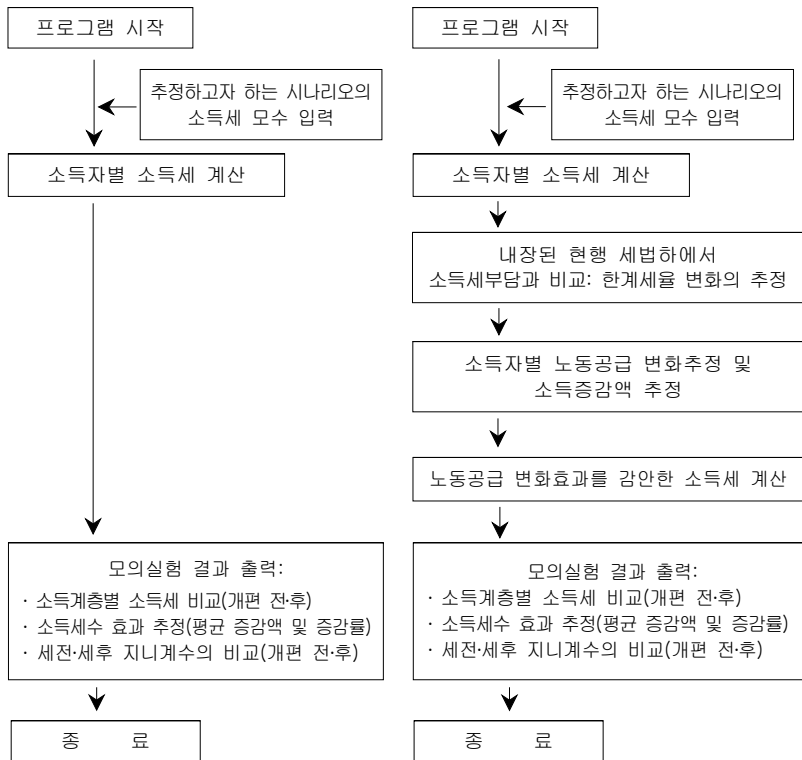 프로그램 시작
추정하고자 하는 시나리오의
소득세 모수 입력
소득자별 소득세 계산
모의실험 결과 출력:
· 소득계층별 소득세 비교(개편 전·후)
· 소득세수 효과 추정(평균 증감액 및 증감률)
· 세전·세후 지니계수의 비교(개편 전·후)
종 료
프로그램 시작
추정하고자 하는 시나리오의
소득세 모수 입력
소득자별 소득세 계산
내장된 현행 세법하에서
소득세부담과 비교: 한계세율 변화의 추정
소득자별 노동공급 변화추정 및
소득증감액 추정
노동공급 변화효과를 감안한 소득세 계산
모의실험 결과 출력:
· 소득계층별 소득세 비교(개편 전·후)
· 소득세수 효과 추정(평균 증감액 및 증감률)
· 세전·세후 지니계수의 비교(개편 전·후)
종 료